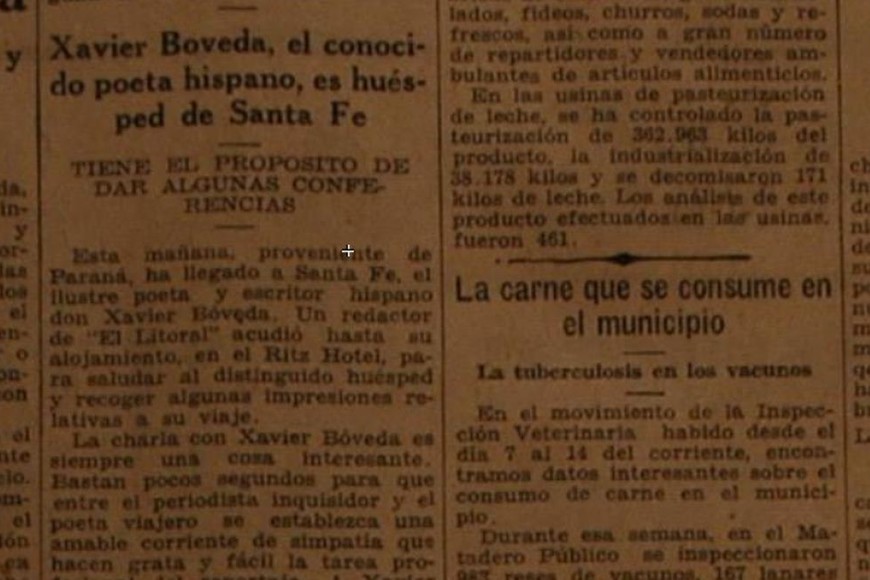 y
Xavier Boveda, el conoci-
do poeta hispano, es hués-
ped de Santa Fe
TIENE EL PROPOSITO DE
DAR ALGUNAS CONFE-
RENCIAS
Esta mañana, proveniente de
Paraná, ha llegado a Santa Fe, el
ilustre poeta y escritor hispano
don Xavier Bóveda. Un redactor
de "El Litoral" acudió hasta su
alojamiento, en el Ritz Hotel, pa-
ra saludar al distinguido huésped
y recoger algunas impresiones re-
lativas a su viaje.
La charla con Xavier Bóveda es
siempre una cosa interesante.
Bastan pocos segundos para que
entre el periodista inquisidor y el
poeta viajero se establezca una
amable corriente de simpatía que
hacen grata y fácil la tarea pro-
lados, fideos, churros, sodas y re-
frescos, así como a gran número
de repartidores y vendedores am-
bulantes de artículos alimenticios.
En las usinas de pasteurización
de leche, se ha controlado la pas-
teurización de 362.963 kilos del
producto, la industrialización de
38.178 kilos y se decomisaron 171
kilos de leche. Los análisis de este
producto efectuados en las usinas,
fueron 461.
La carne que se consume en
el municipio
La tuberculosis en los vacunos
En el movimiento de la Inspec-
ción Veterinaria habido desde el
día 7 al 14 del corriente, encon-
tramos datos interesantes sobre el
consumo de carne en el munici-
pio.
Durante esa semana, en el Ma-
tadero Público se inspeccionaron
987 reses de vacunos, 167 lanares